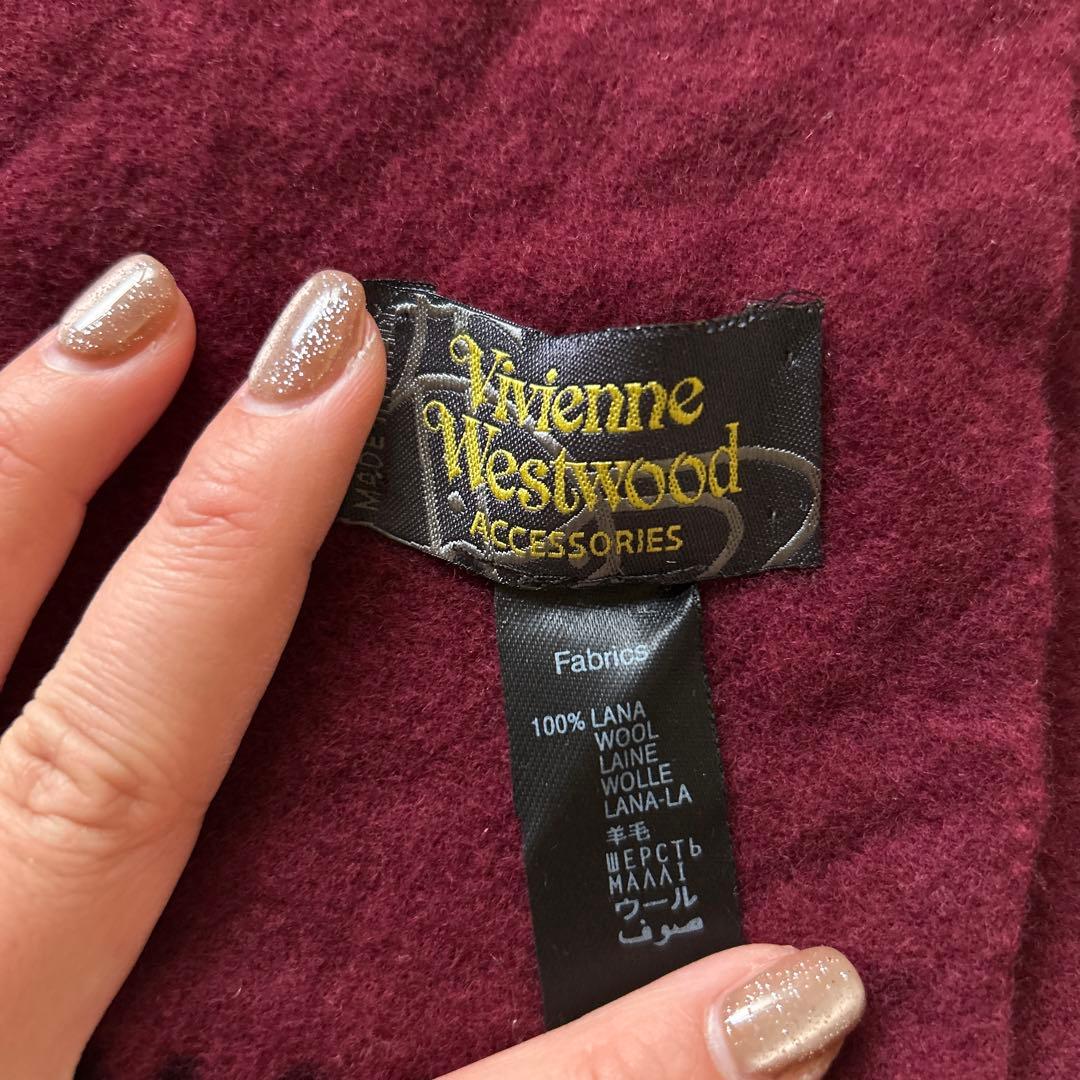 MADE
Vivienne
Westwood
ACCESSORIES
Fabrics
100% LANA
WOOL
LAINE
WOLLE
LANA-LA
羊毛
ШЕРСТЬ
ΜΑΛΛΙ
ウール
صوف